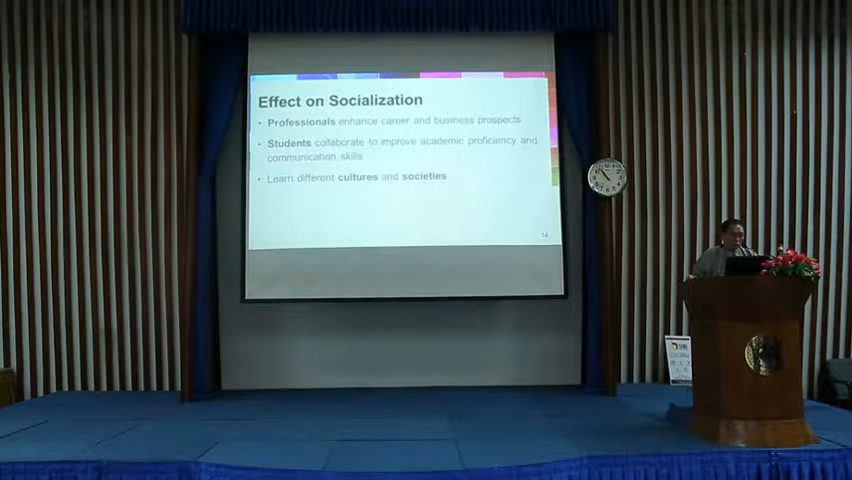 Effect on Socialization
• Professionals enhance career and business prospects
• Students collaborate to improve academic proficiency and
communication skills
• Learn different cultures and societies
14